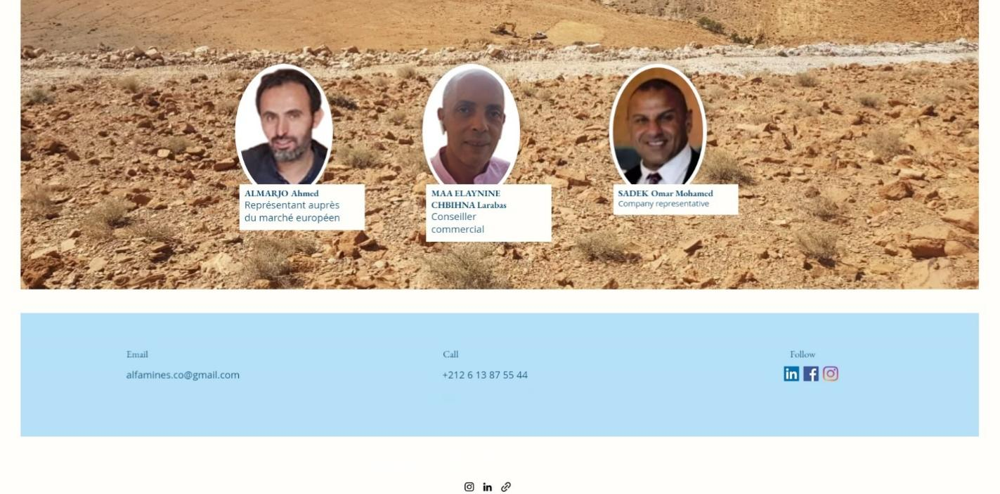 ALMARJO Ahmed
Représentant auprès
du marché européen
MAA ELAYNINE
CHBIHNA Larabas
Conseiller
commercial
SADEK Omar Mohamed
Company representative
Email
alfamines.co@gmail.com
Call
+212 6 13 87 55 44
Follow